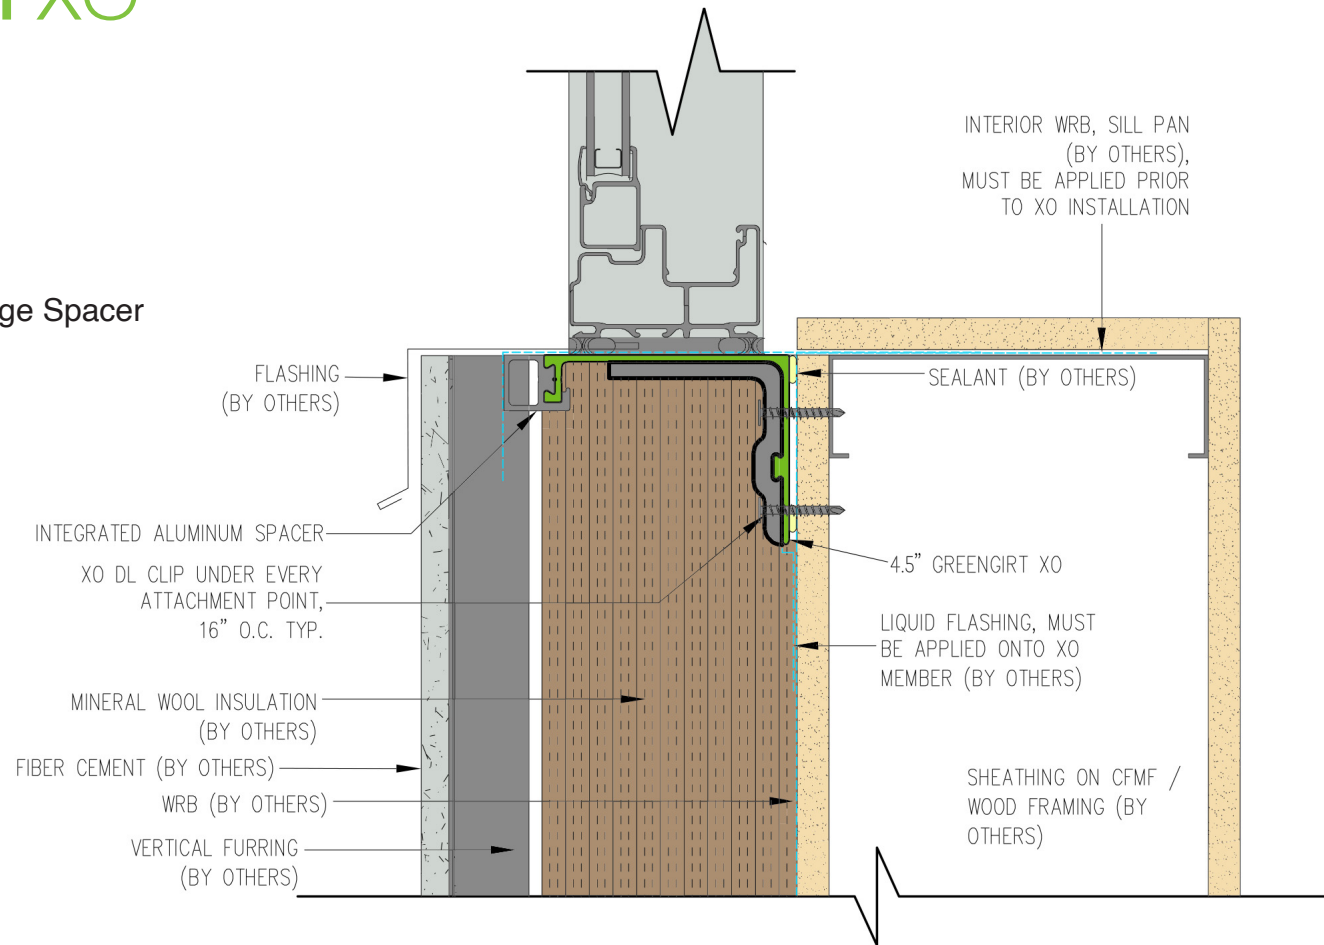 XO
ge Spacer
INTERIOR WRB, SILL PAN
(BY OTHERS),
MUST BE APPLIED PRIOR
TO XO INSTALLATION
FLASHING
(BY OTHERS)
SEALANT (BY OTHERS)
INTEGRATED ALUMINUM SPACER
XO DL CLIP UNDER EVERY
ATTACHMENT POINT,
16” O.C. TYP.
4.5” GREENGIRT XO
LIQUID FLASHING, MUST
BE APPLIED ONTO XO
MEMBER (BY OTHERS)
MINERAL WOOL INSULATION
(BY OTHERS)
FIBER CEMENT (BY OTHERS)
WRB (BY OTHERS)
VERTICAL FURRING
(BY OTHERS)
SHEATHING ON CFMF /
WOOD FRAMING (BY
OTHERS)